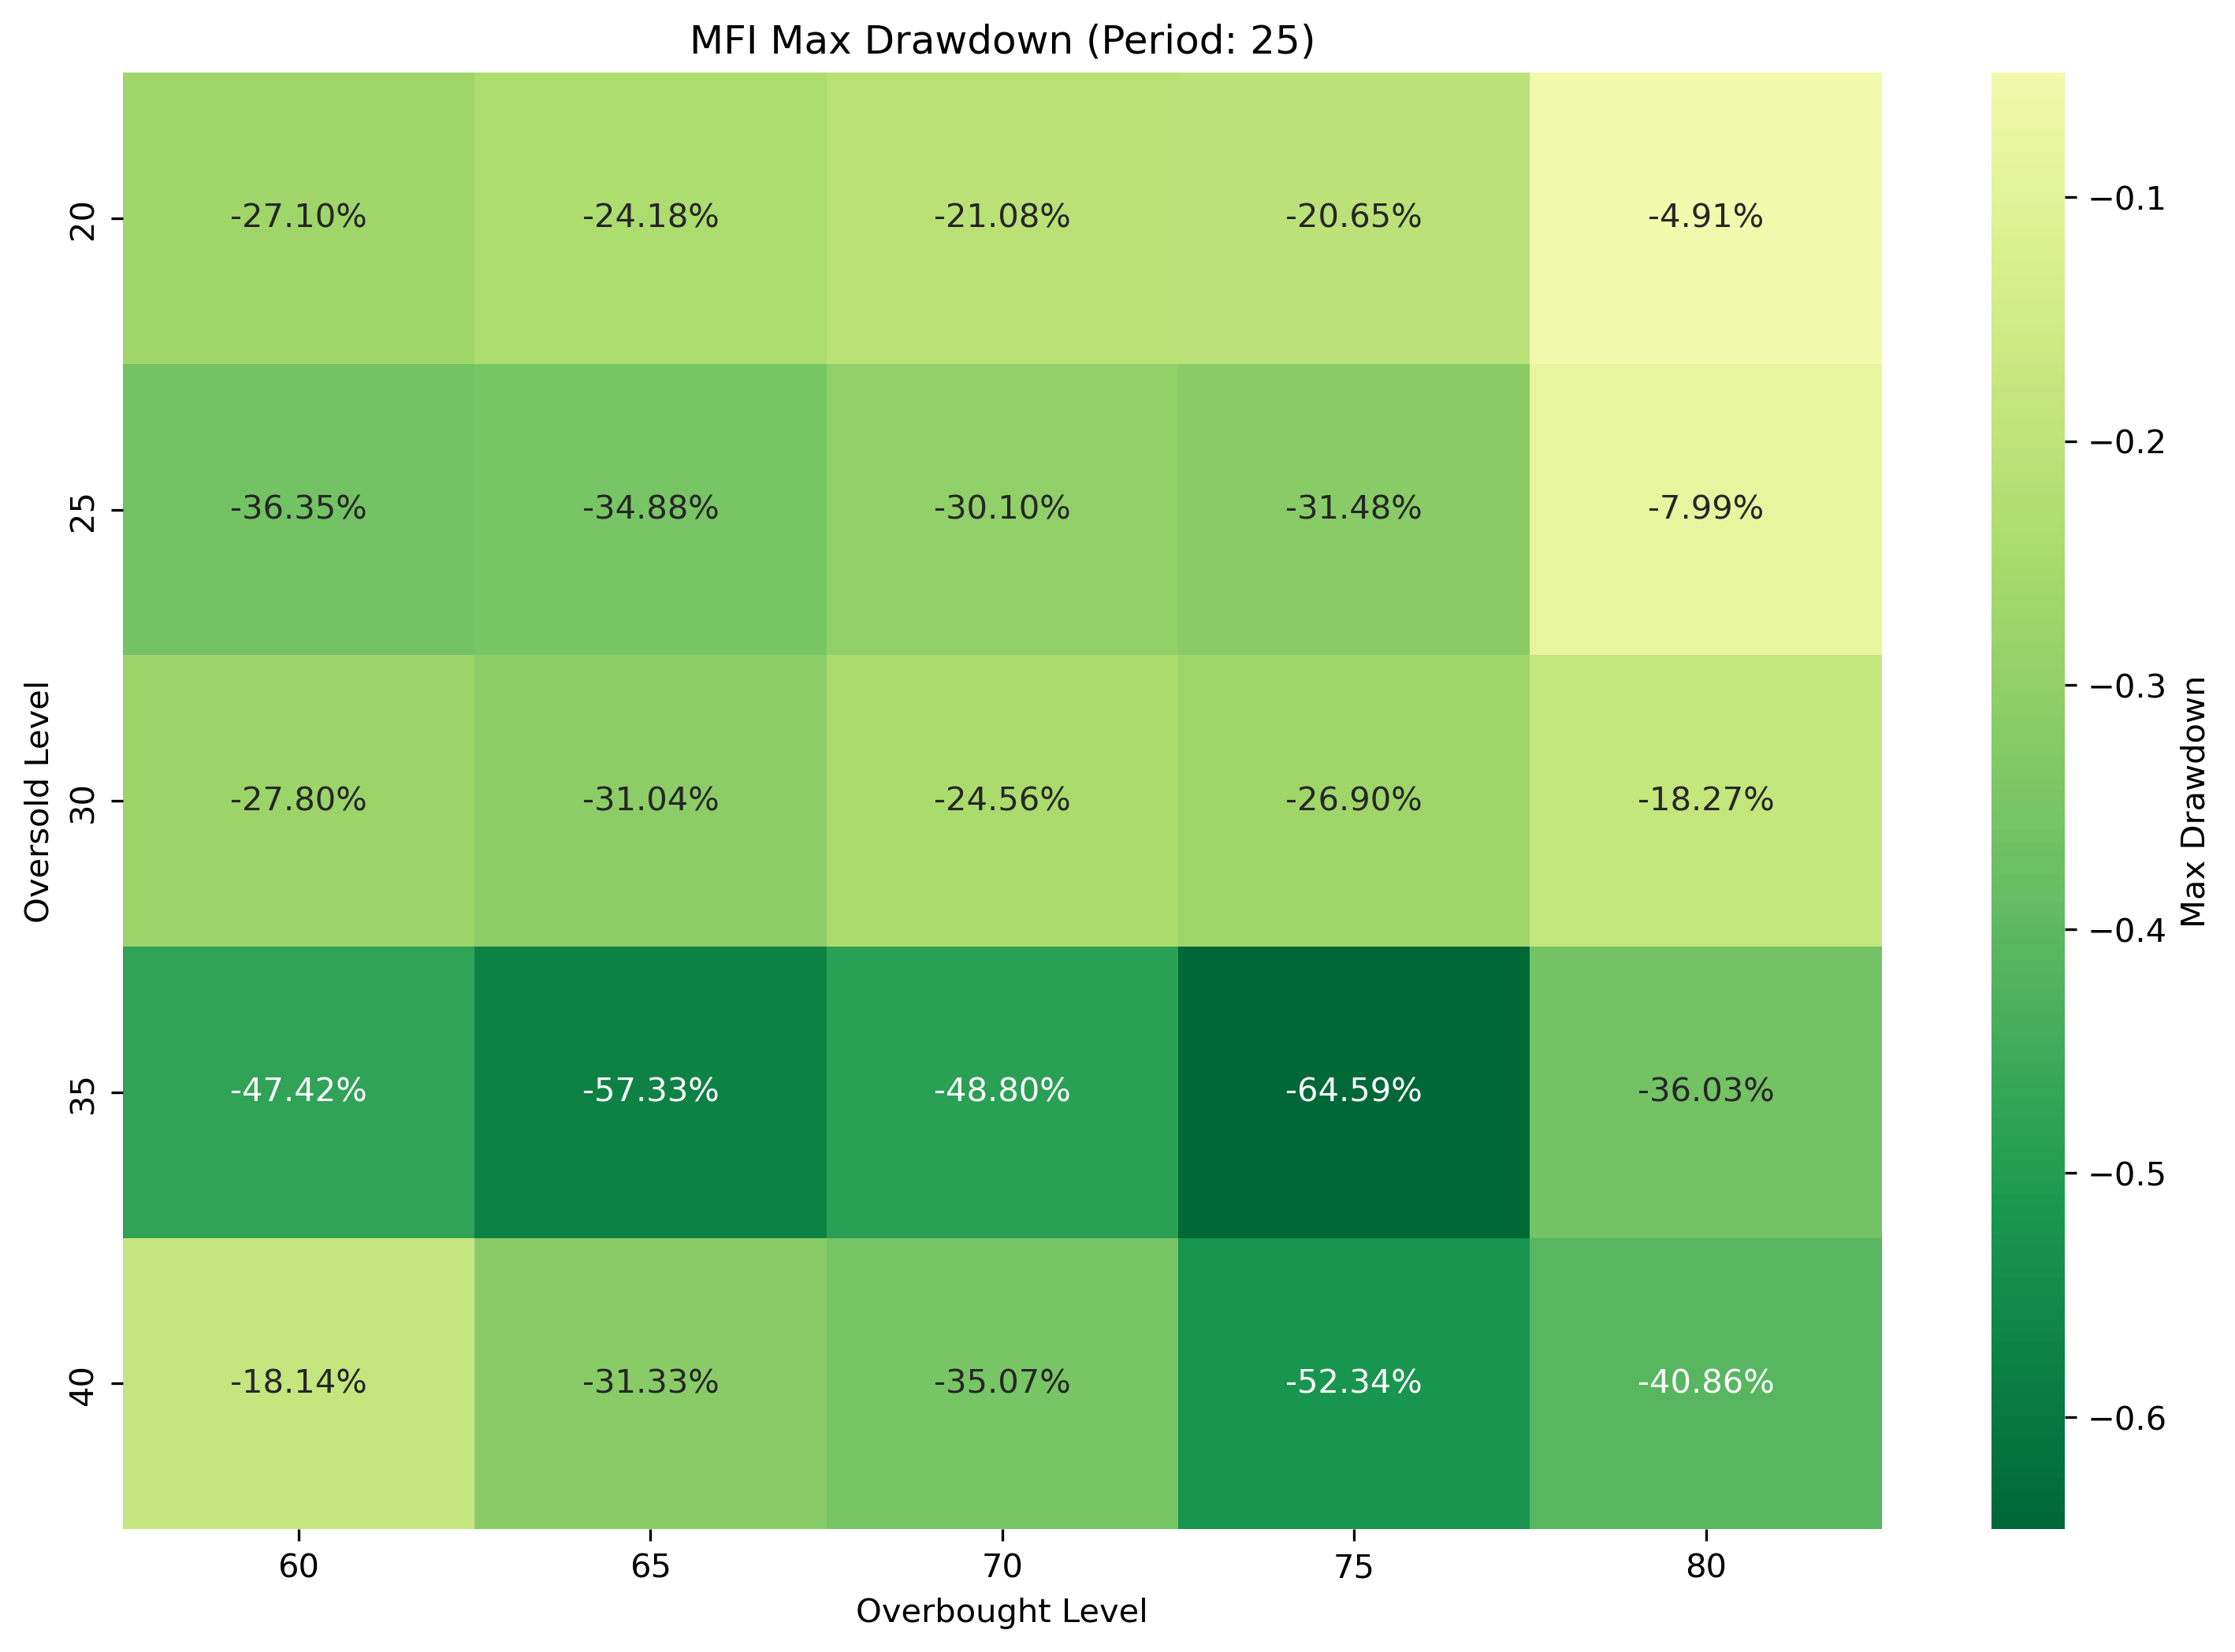 MFI Max Drawdown (Period: 25)
Oversold Level
20 -27.10% -24.18% -21.08% -20.65% -4.91%
25 -36.35% -34.88% -30.10% -31.48% -7.99%
30 -27.80% -31.04% -24.56% -26.90% -18.27%
35 -47.42% -57.33% -48.80% -64.59% -36.03%
40 -18.14% -31.33% -35.07% -52.34% -40.86%
60 65 70 75 80
Overbought Level
−0.1
−0.2
−0.3
−0.4
−0.5
−0.6
Max Drawdown